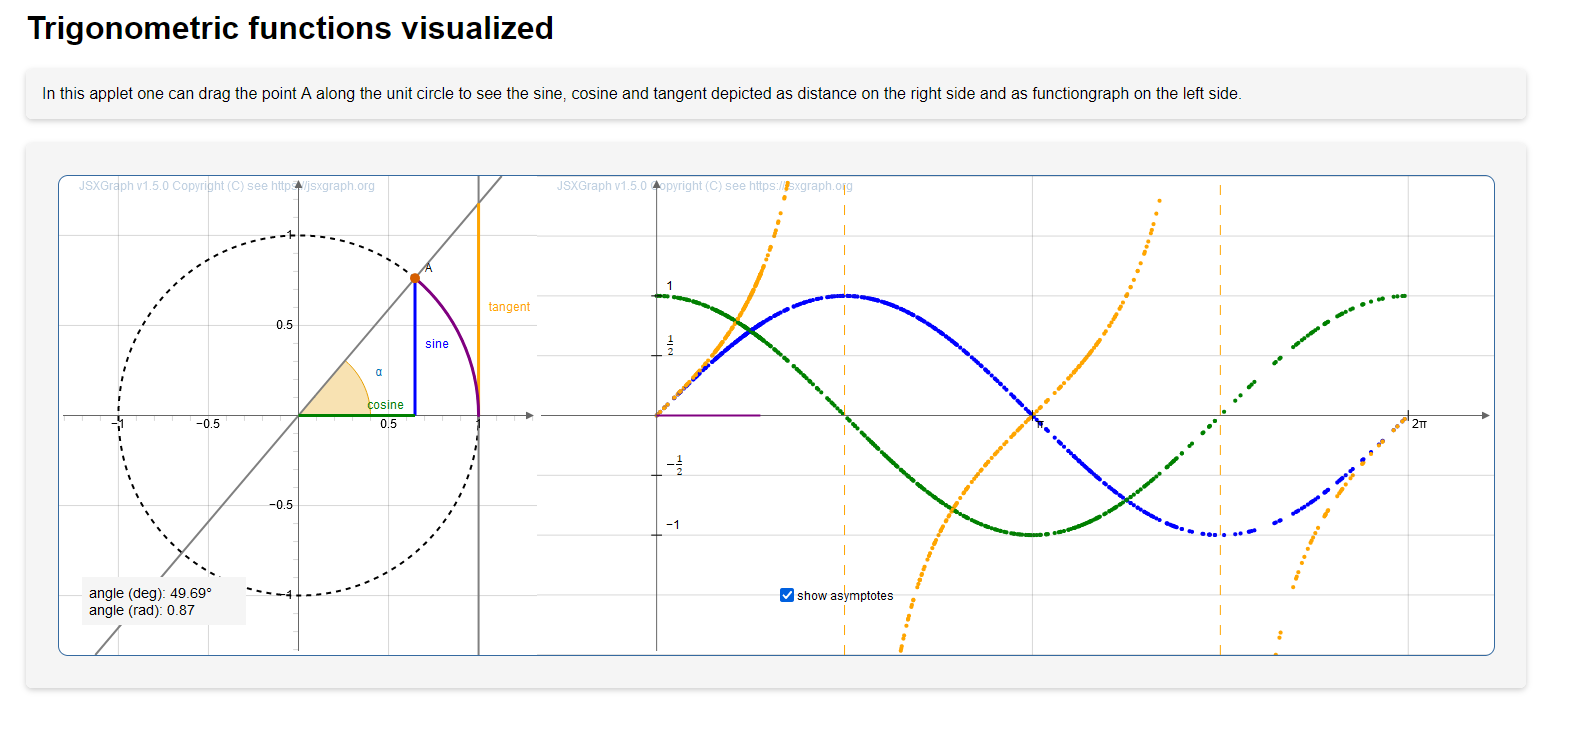 Trigonometric functions visualized
In this applet one can drag the point A along the unit circle to see the sine, cosine and tangent depicted as distance on the right side and as functiongraph on the left side.
JSXGraph v1.5.0 Copyright (C) see https://jsxgraph.org
1
A
tangent
0.5
sine
α
cosine
−1
−0.5
0.5
1
−0.5
−1
angle (deg): 49.69°
angle (rad): 0.87
JSXGraph v1.5.0 Copyright (C) see https://jsxgraph.org
1
1/2
π
2π
−1/2
−1
show asymptotes